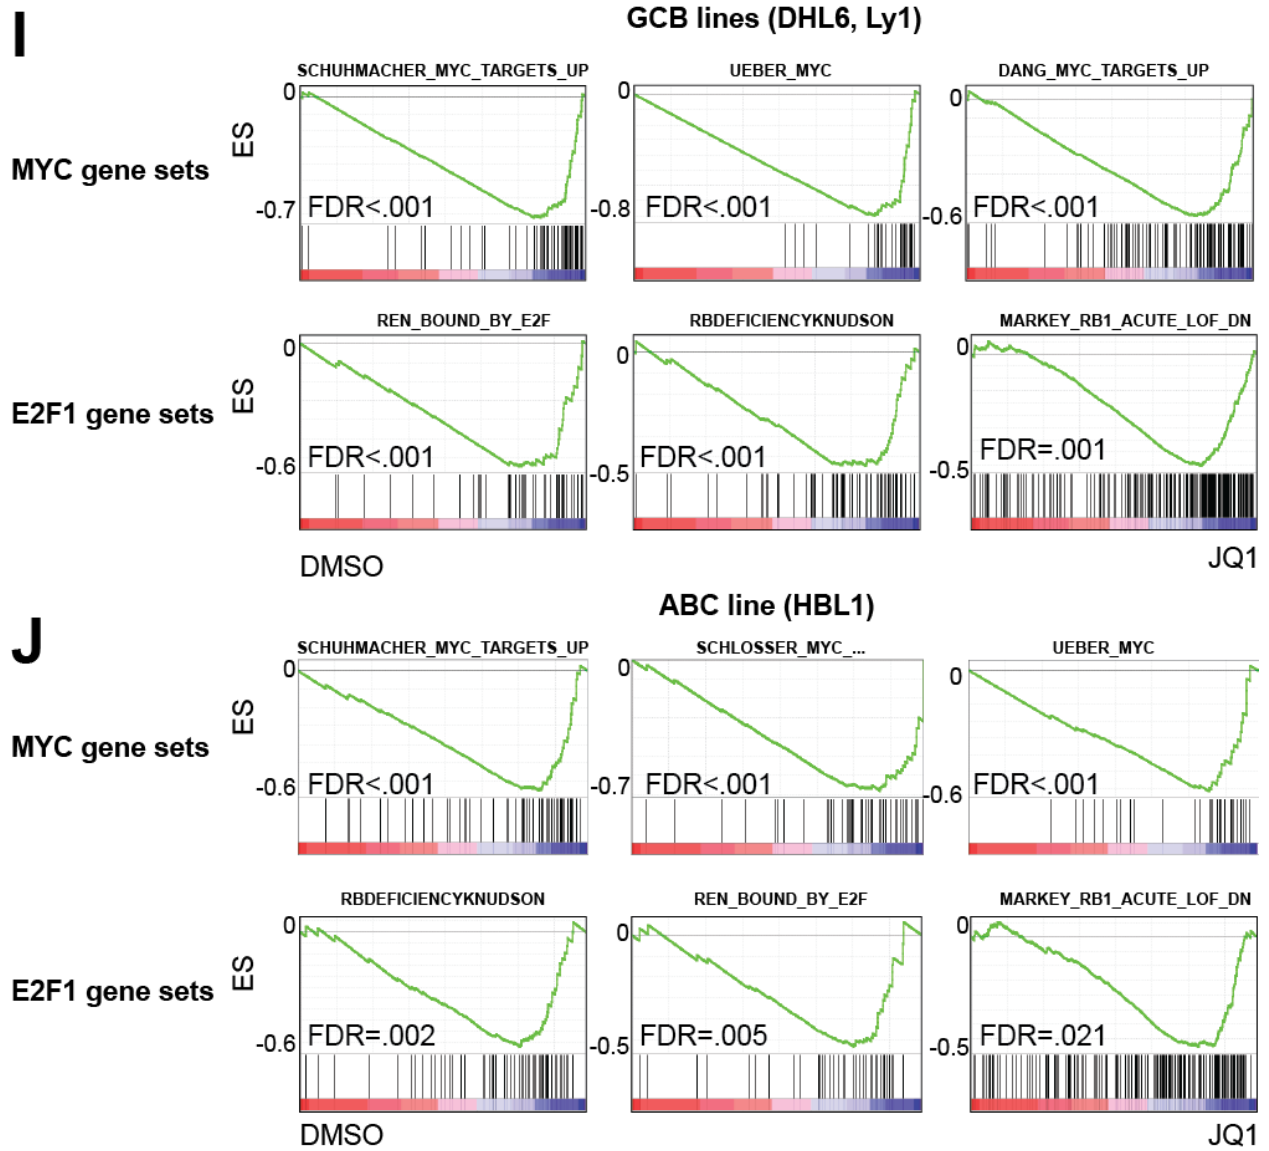 I
GCB lines (DHL6, Ly1)
SCHUHMACHER_MYC_TARGETS_UP
UEBER_MYC
DANG_MYC_TARGETS_UP
MYC gene sets
ES
0
-0.7
FDR<.001
0
-0.8
FDR<.001
0
-0.6
FDR<.001
REN_BOUND_BY_E2F
RBDEFICIENCYKNUDSON
MARKEY_RB1_ACUTE_LOF_DN
E2F1 gene sets
ES
0
-0.6
FDR<.001
0
-0.5
FDR<.001
0
-0.5
FDR=.001
DMSO
JQ1
J
ABC line (HBL1)
SCHUHMACHER_MYC_TARGETS_UP
SCHLOSSER_MYC_...
UEBER_MYC
MYC gene sets
ES
0
-0.6
FDR<.001
0
-0.7
FDR<.001
0
-0.6
FDR<.001
RBDEFICIENCYKNUDSON
REN_BOUND_BY_E2F
MARKEY_RB1_ACUTE_LOF_DN
E2F1 gene sets
ES
0
-0.6
FDR=.002
0
-0.5
FDR=.005
0
-0.5
FDR=.021
DMSO
JQ1